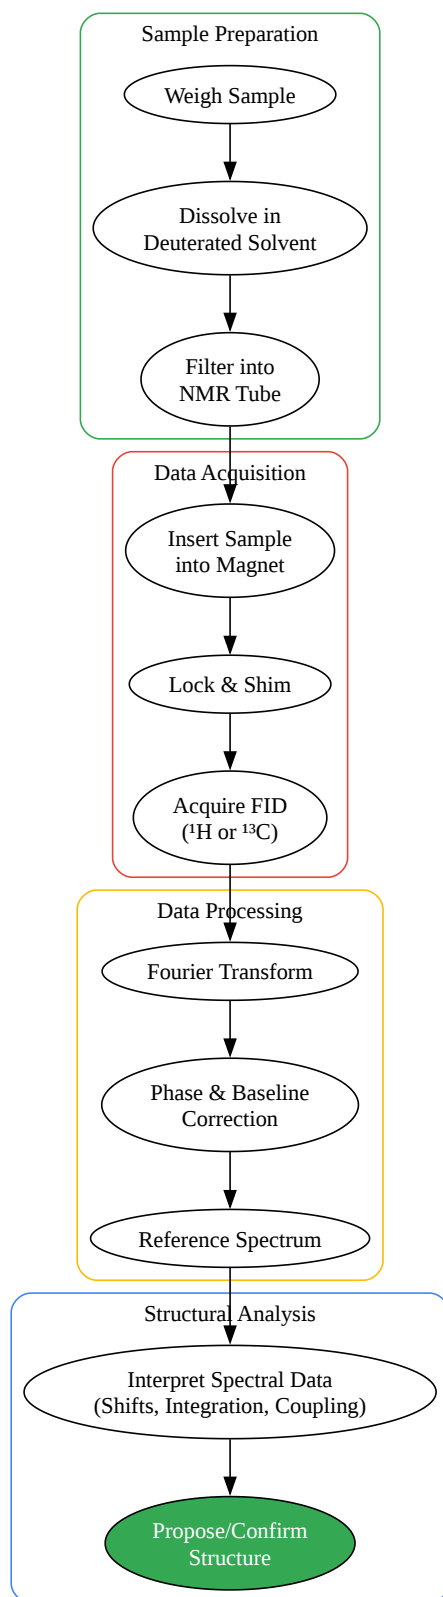 Sample Preparation
Weigh Sample
Dissolve in
Deuterated Solvent
Filter into
NMR Tube
Data Acquisition
Insert Sample
into Magnet
Lock & Shim
Acquire FID
(¹H or ¹³C)
Data Processing
Fourier Transform
Phase & Baseline
Correction
Reference Spectrum
Structural Analysis
Interpret Spectral Data
(Shifts, Integration, Coupling)
Propose/Confirm
Structure